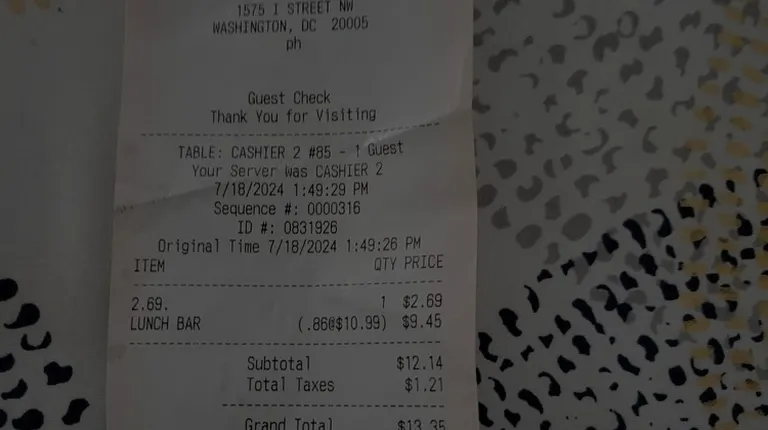 1575 I STREET NW
WASHINGTON, DC 20005
ph
Guest Check
Thank You for Visiting
TABLE: CASHIER 2 #85 - 1 Guest
Your Server was CASHIER 2
7/18/2024 1:49:29 PM
Sequence #: 0000316
ID #: 0831926
Original Time 7/18/2024 1:49:26 PM
ITEM QTY PRICE
2.69. 1 $2.69
LUNCH BAR (.86@$10.99) $9.45
Subtotal $12.14
Total Taxes $1.21
Grand Total $13.35